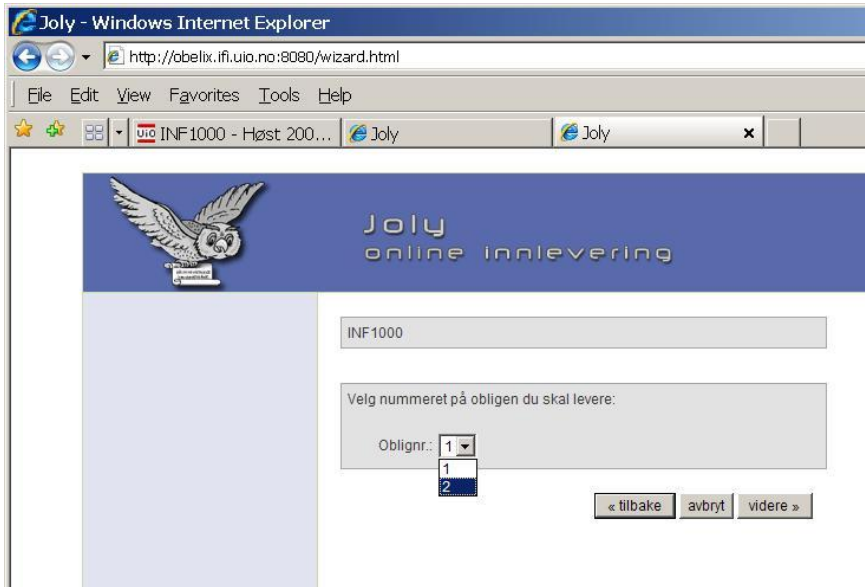 Joly - Windows Internet Explorer
http://obelix.ifi.uio.no:8080/wizard.html
File Edit View Favorites Tools Help
UiO INF1000 - Høst 200... Joly Joly
Joly
online innlevering
INF1000
Velg nummeret på obligen du skal levere:
Oblignr.: 1
1
2
« tilbake avbryt videre »